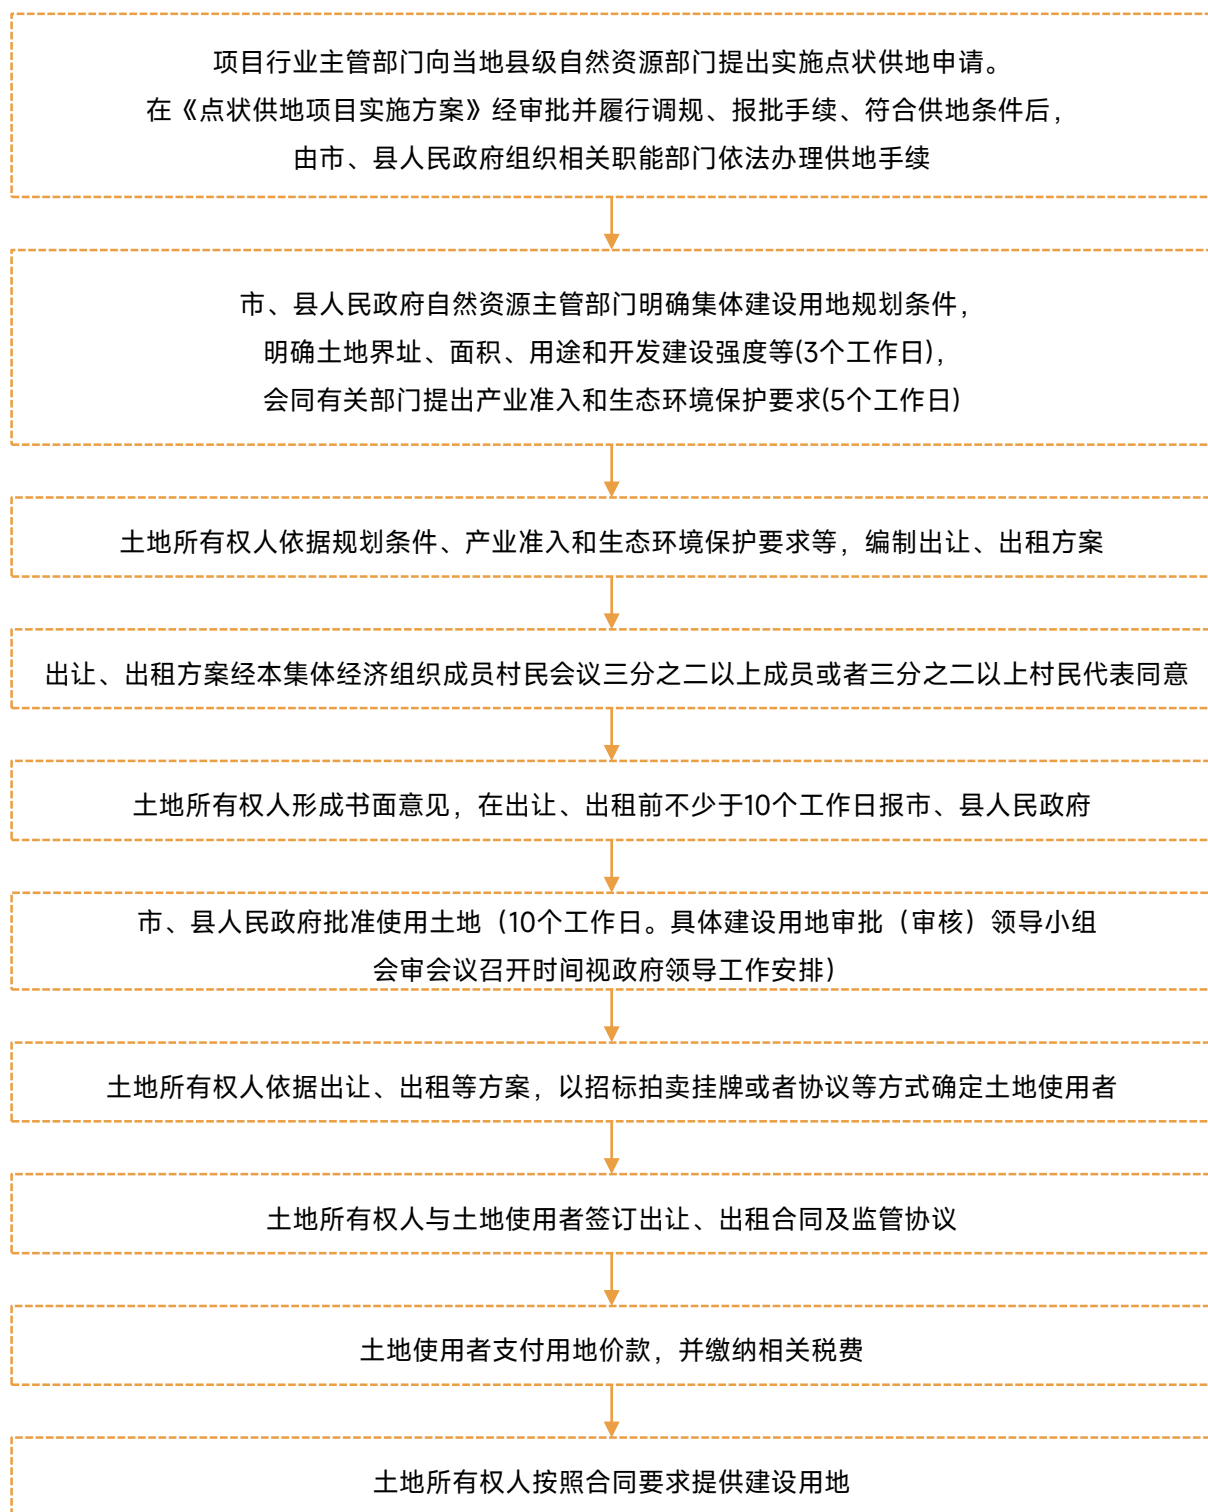 项目行业主管部门向当地县级自然资源部门提出实施点状供地申请。
在《点状供地项目实施方案》经审批并履行调规、报批手续、符合供地条件后，
由市、县人民政府组织相关职能部门依法办理供地手续
市、县人民政府自然资源主管部门明确集体建设用地规划条件，
明确土地界址、面积、用途和开发建设强度等(3个工作日)，
会同有关部门提出产业准入和生态环境保护要求(5个工作日)
土地所有权人依据规划条件、产业准入和生态环境保护要求等，编制出让、出租方案
出让、出租方案经本集体经济组织成员村民会议三分之二以上成员或者三分之二以上村民代表同意
土地所有权人形成书面意见，在出让、出租前不少于10个工作日报市、县人民政府
市、县人民政府批准使用土地（10个工作日。具体建设用地审批（审核）领导小组
会审会议召开时间视政府领导工作安排）
土地所有权人依据出让、出租等方案，以招标拍卖挂牌或者协议等方式确定土地使用者
土地所有权人与土地使用者签订出让、出租合同及监管协议
土地使用者支付用地价款，并缴纳相关税费
土地所有权人按照合同要求提供建设用地